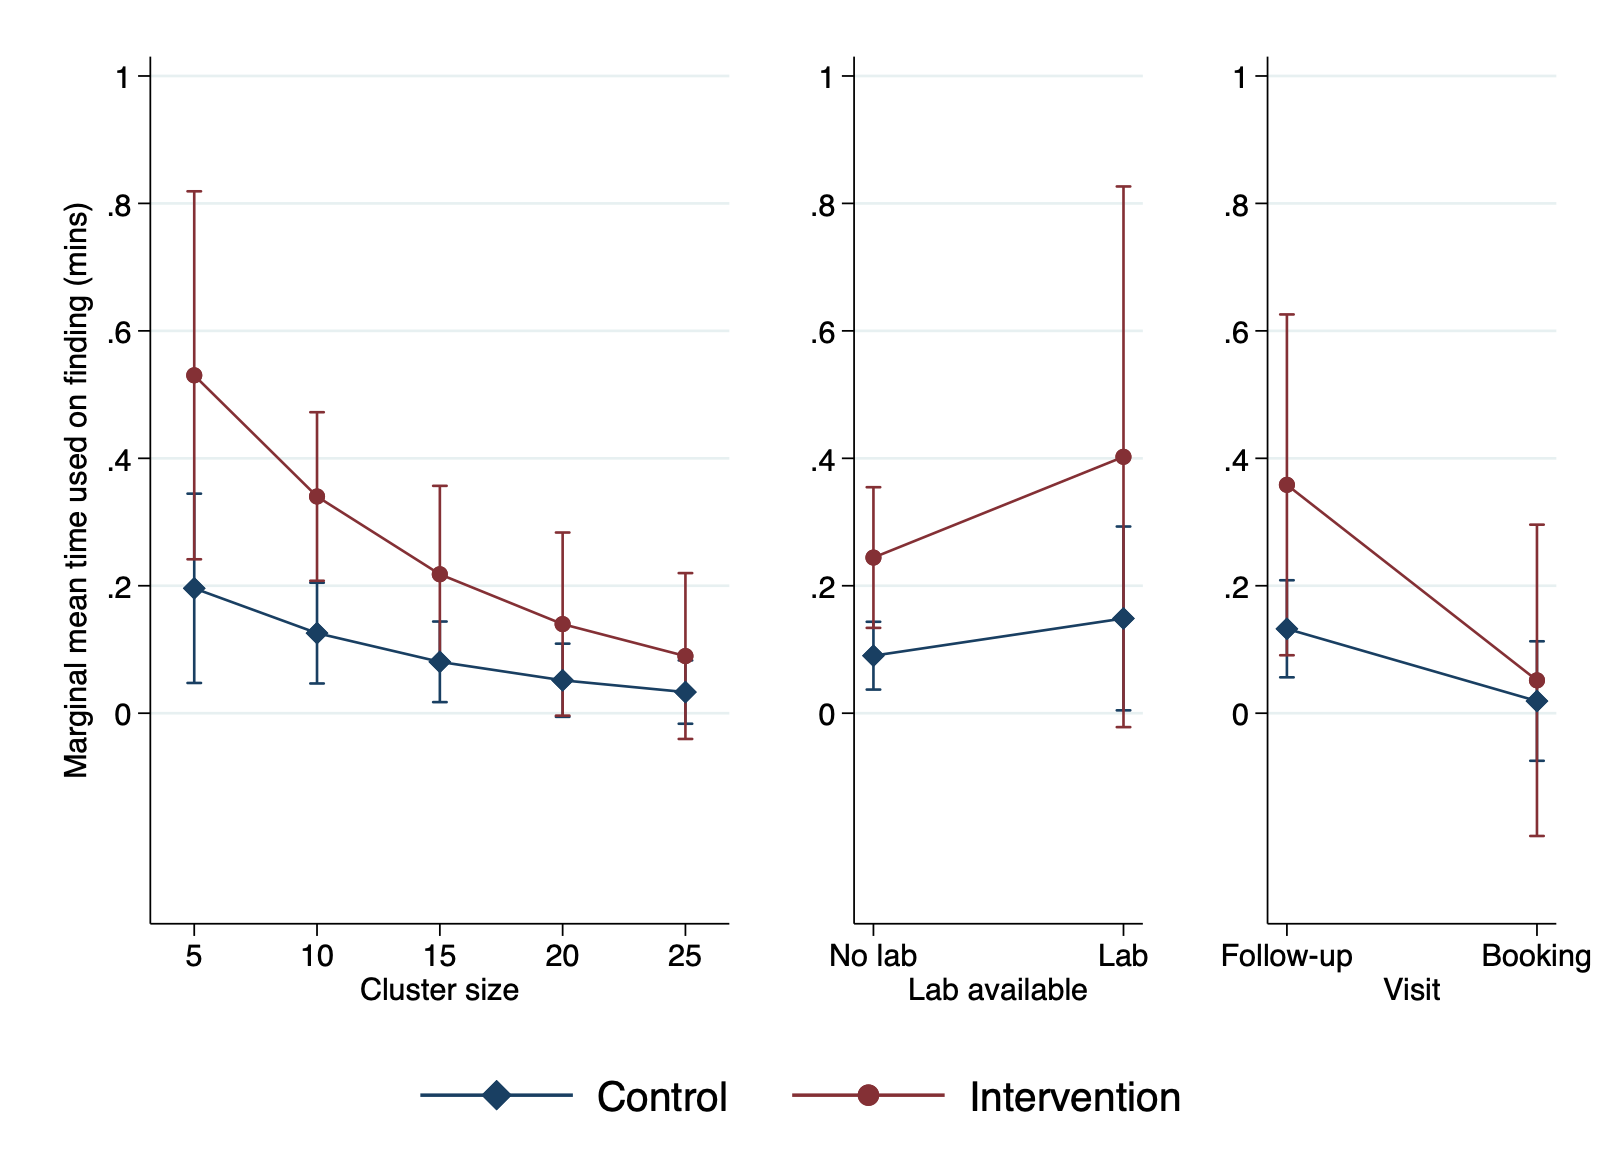 Marginal mean time used on finding (mins)
1
.8
.6
.4
.2
0
5 10 15 20 25
Cluster size
1
.8
.6
.4
.2
0
No lab Lab
Lab available
1
.8
.6
.4
.2
0
Follow-up Booking
Visit
Control Intervention